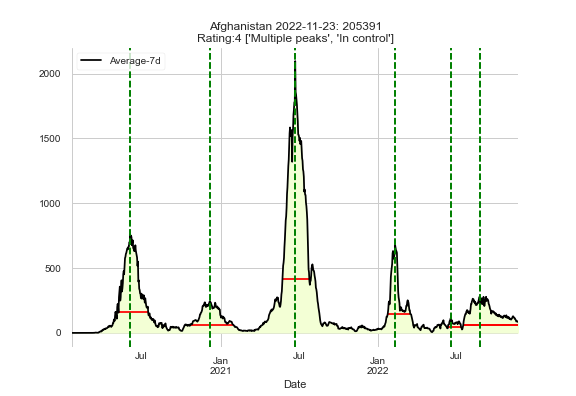 Afghanistan 2022-11-23: 205391
Rating:4 ['Multiple peaks', 'In control']
Average-7d
2000
1500
1000
500
0
Jul
Jan
2021
Jul
Jan
2022
Jul
Date